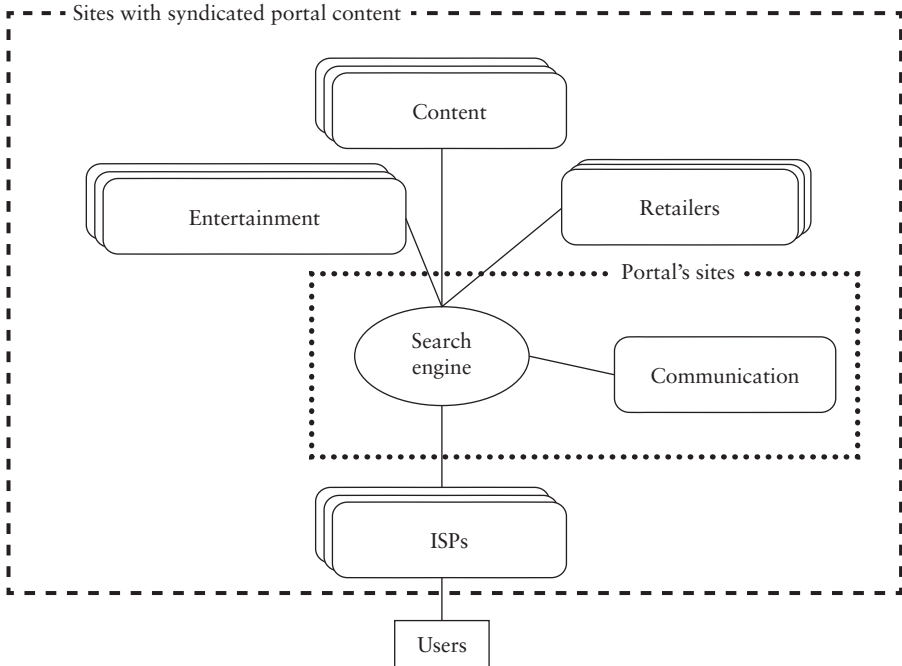 Sites with syndicated portal content
Content
Entertainment
Retailers
Portal's sites
Search
engine
Communication
ISPs
Users